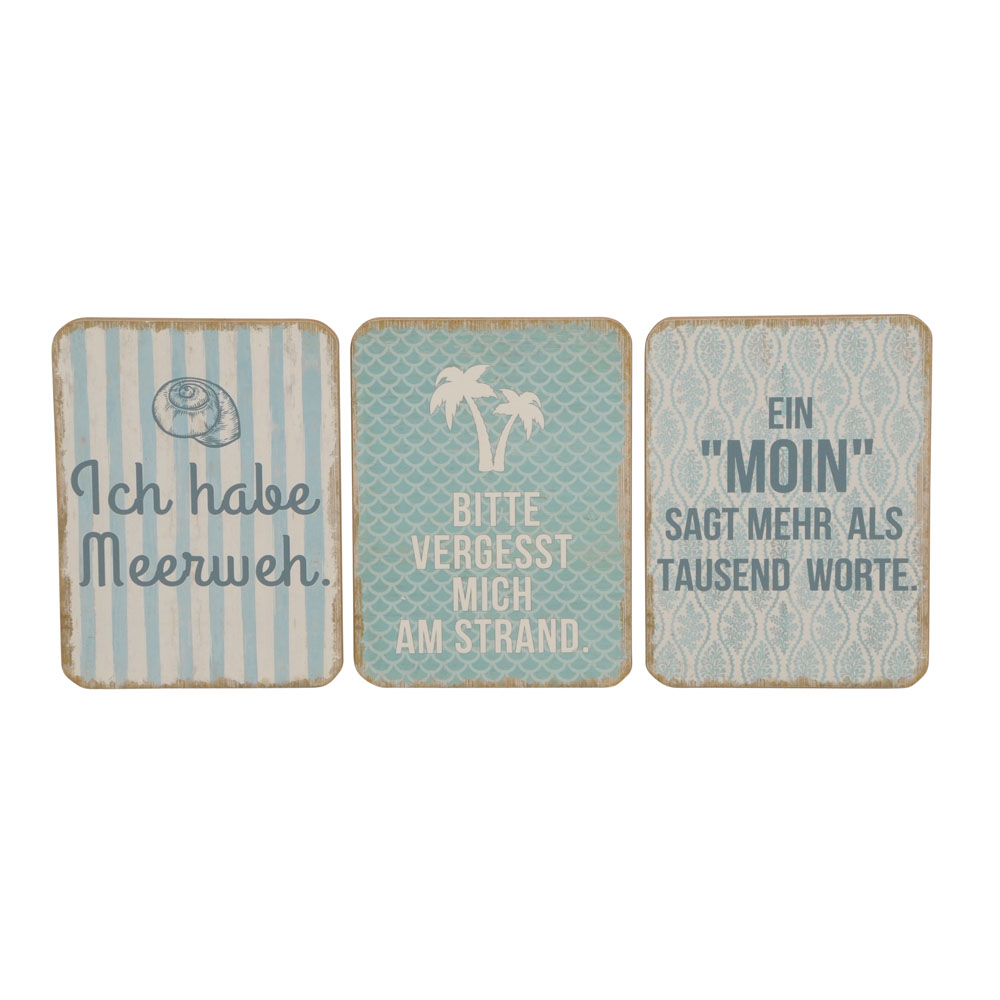 Ich habe
Meerweh.
BITTE
VERGESST
MICH
AM STRAND.
EIN
"MOIN"
SAGT MEHR ALS
TAUSEND WORTE.